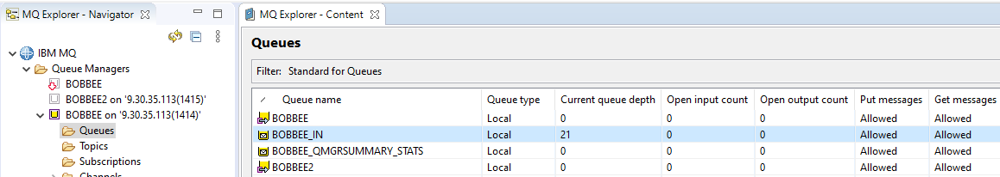 MQ Explorer - Navigator
IBM MQ
Queue Managers
BOBBEE
BOBBEE2 on '9.30.35.113(1415)'
BOBBEE on '9.30.35.113(1414)'
Queues
Topics
Subscriptions
Channels
MQ Explorer - Content
Queues
Filter: Standard for Queues
Queue name Queue type Current queue depth Open input count Open output count Put messages Get messages
BOBBEE Local 0 0 0 Allowed Allowed
BOBBEE_IN Local 21 0 0 Allowed Allowed
BOBBEE_QMGRSUMMARY_STATS Local 0 0 0 Allowed Allowed
BOBBEE2 Local 0 0 0 Allowed Allowed